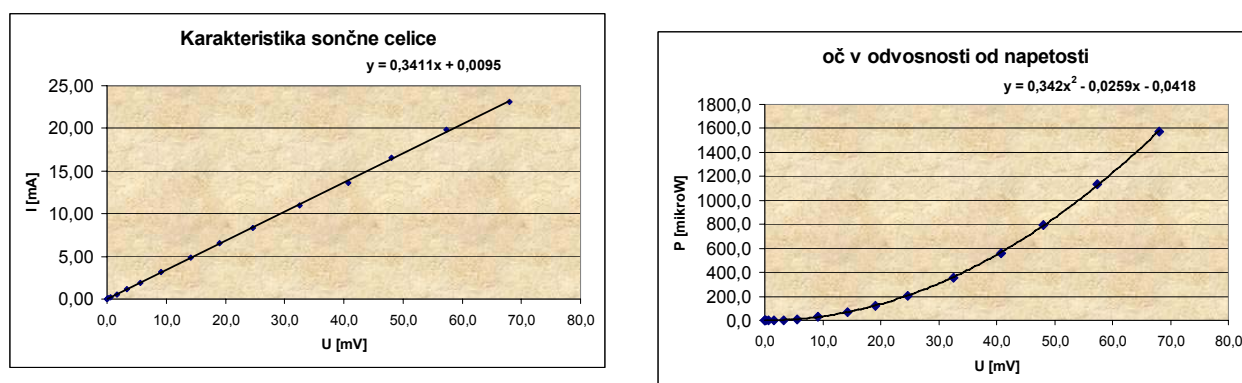 Karakteristika sončne celice
y = 0,3411x + 0,0095
25,00
20,00
15,00
10,00
5,00
0,00
I [mA]
0,0 10,0 20,0 30,0 40,0 50,0 60,0 70,0 80,0
U [mV]
oč v odvosnosti od napetosti
y = 0,342x² - 0,0259x - 0,0418
1800,0
1600,0
1400,0
1200,0
1000,0
800,0
600,0
400,0
200,0
0,0
P [mikroW]
0,0 10,0 20,0 30,0 40,0 50,0 60,0 70,0 80,0
U [mV]